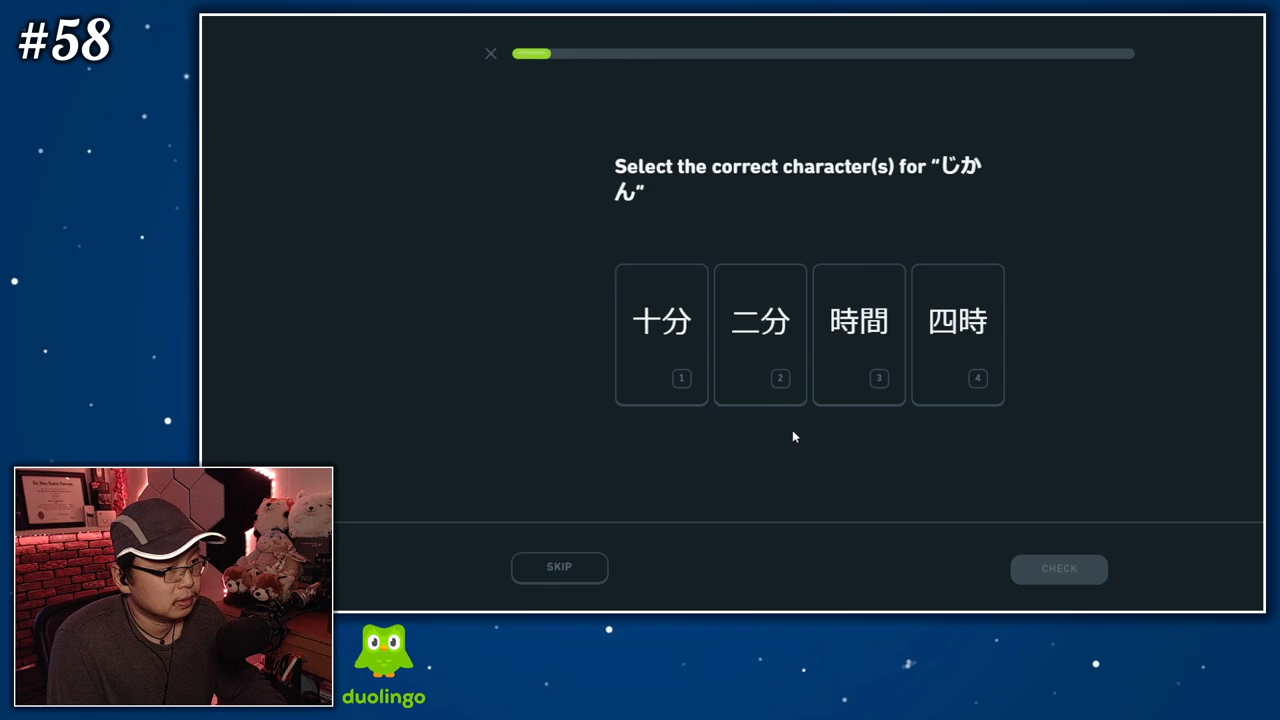 #58
Select the correct character(s) for "じか
ん"
十分
1
二分
2
時間
3
四時
4
SKIP
CHECK
duolingo